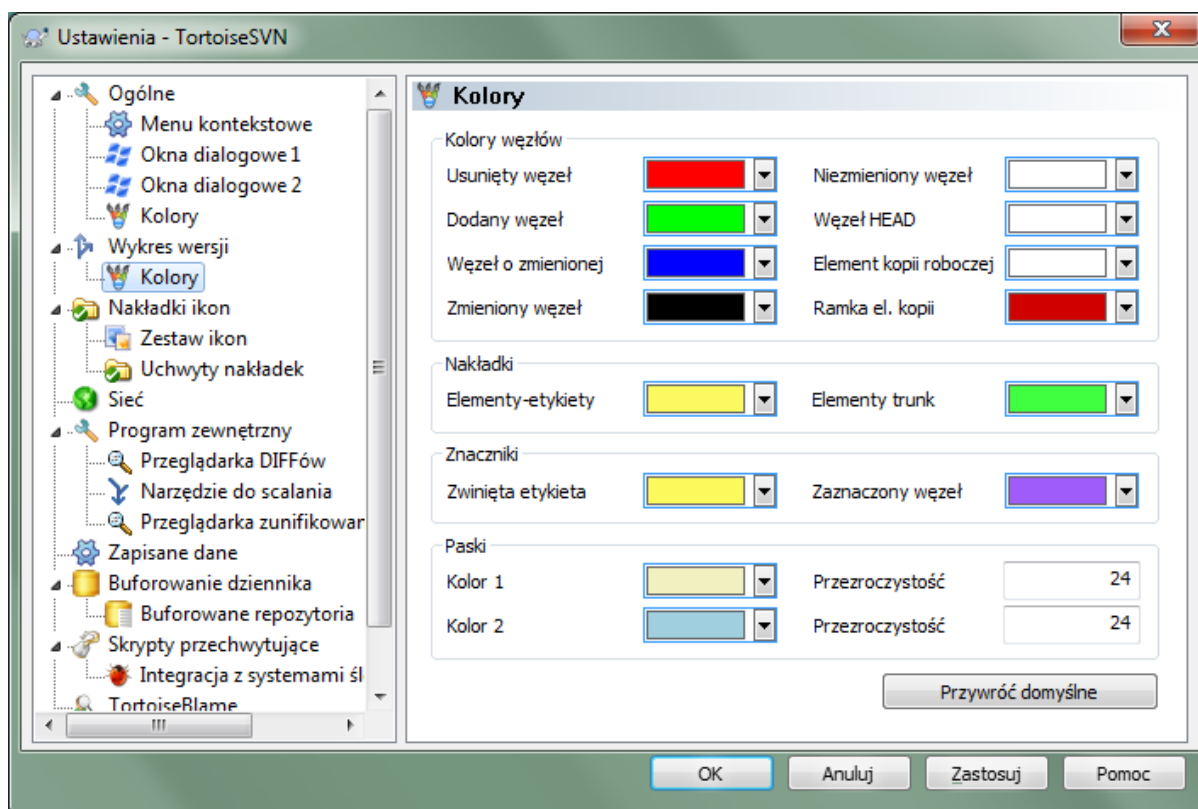 Ustawienia - TortoiseSVN
Ogólne
Menu kontekstowe
Okna dialogowe 1
Okna dialogowe 2
Kolory
Wykres wersji
Kolory
Nakładki ikon
Zestaw ikon
Uchwyty nakładek
Sieć
Program zewnętrzny
Przeglądarka DIFFów
Narzędzie do scalania
Przeglądarka zunifikowan
Zapisane dane
Buforowanie dziennika
Buforowane repozytoria
Skrypty przechwytujące
Integracja z systemami śl
TortoiseBlame
Kolory
Kolory węzłów
Usunięty węzeł
Niezmieniony węzeł
Dodany węzeł
Węzeł HEAD
Węzeł o zmienionej
Element kopii roboczej
Zmieniony węzeł
Ramka el. kopii
Nakładki
Elementy-etykiety
Elementy trunk
Znaczniki
Zwinięta etykieta
Zaznaczony węzeł
Paski
Kolor 1
Przezroczystość
24
Kolor 2
Przezroczystość
24
Przywróć domyślne
OK
Anuluj
Zastosuj
Pomoc